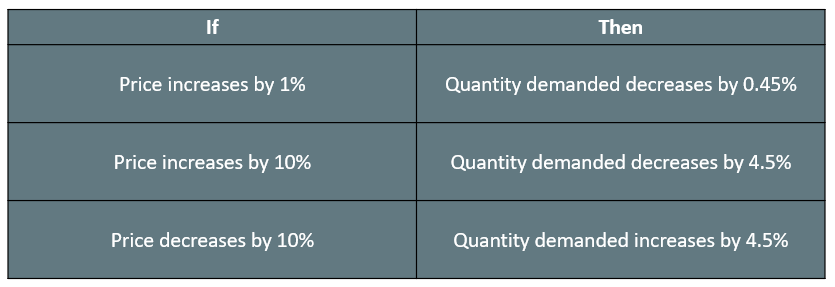 If
Then
Price increases by 1%
Quantity demanded decreases by 0.45%
Price increases by 10%
Quantity demanded decreases by 4.5%
Price decreases by 10%
Quantity demanded increases by 4.5%